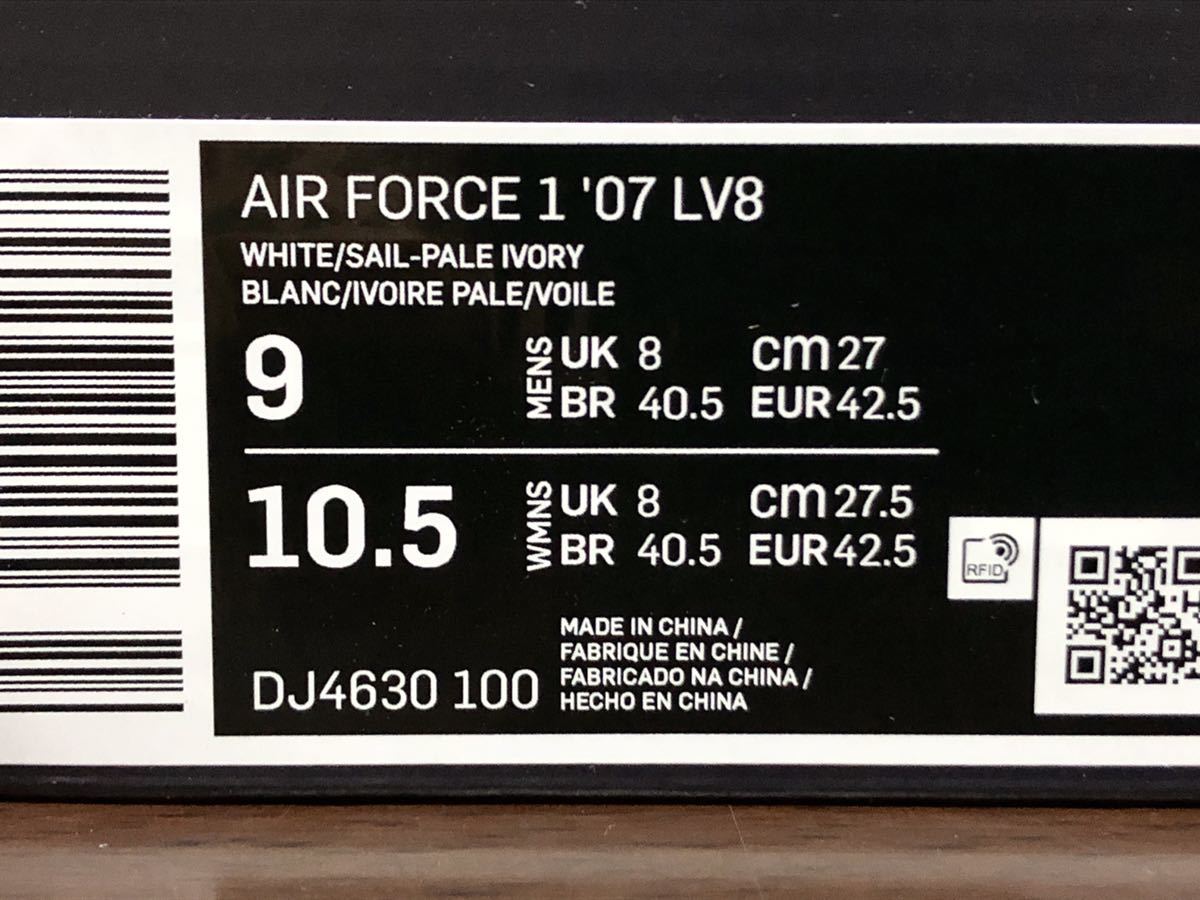 AIR FORCE 1 '07 LV8
WHITE/SAIL-PALE IVORY
BLANC/IVOIRE PALE/VOILE
9 MENS UK 8 cm 27
BR 40.5 EUR 42.5
10.5 WMNS UK 8 cm 27.5
BR 40.5 EUR 42.5
RFID
MADE IN CHINA /
FABRIQUE EN CHINE /
FABRICADO NA CHINA /
HECHO EN CHINA
DJ4630 100